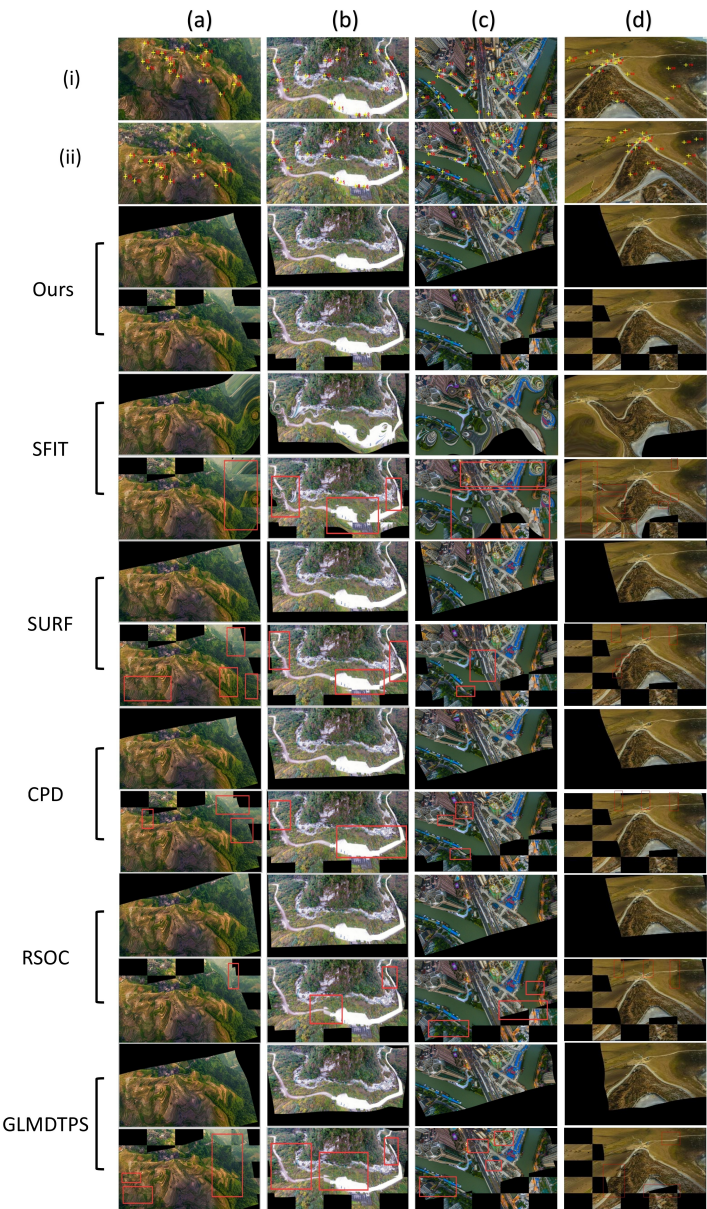 (a) (b) (c) (d)
(i)
(ii)
Ours
SFIT
SURF
CPD
RSOC
GLMDTPS